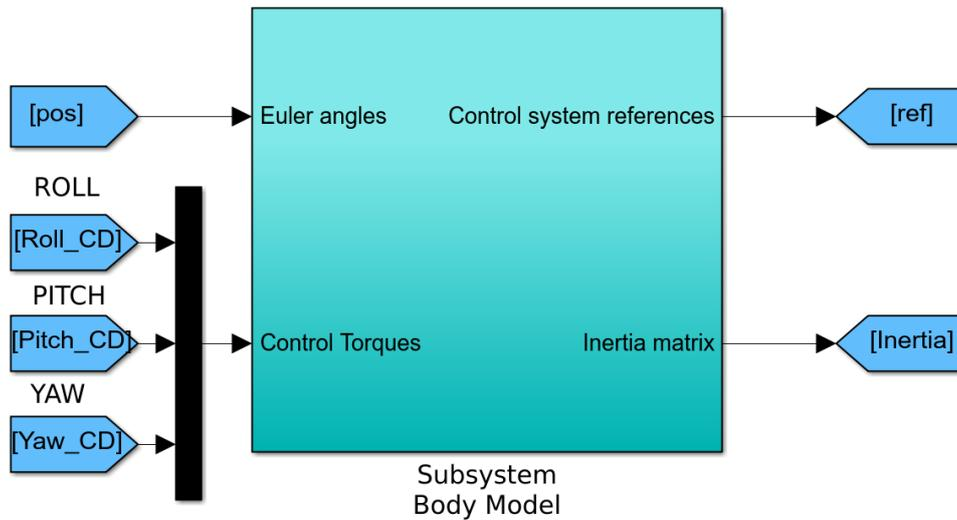 [pos]
Euler angles
Control system references
[ref]
ROLL
[Roll_CD]
PITCH
[Pitch_CD]
Control Torques
Inertia matrix
[Inertia]
YAW
[Yaw_CD]
Subsystem
Body Model